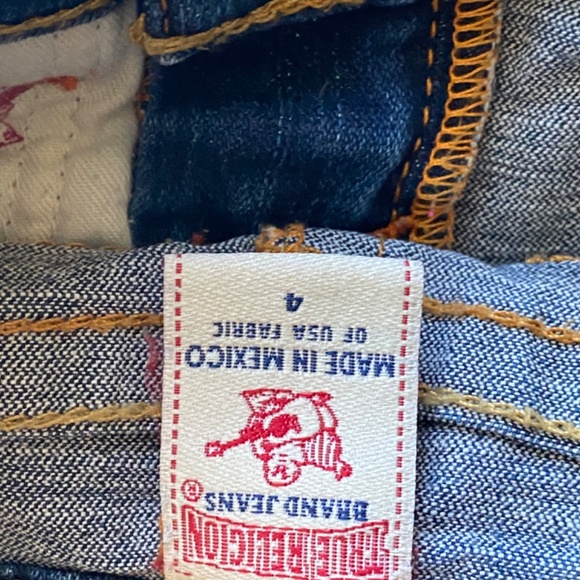 TRUE RELIGION
BRAND JEANS®
MADE IN MEXICO
OF USA FABRIC
4